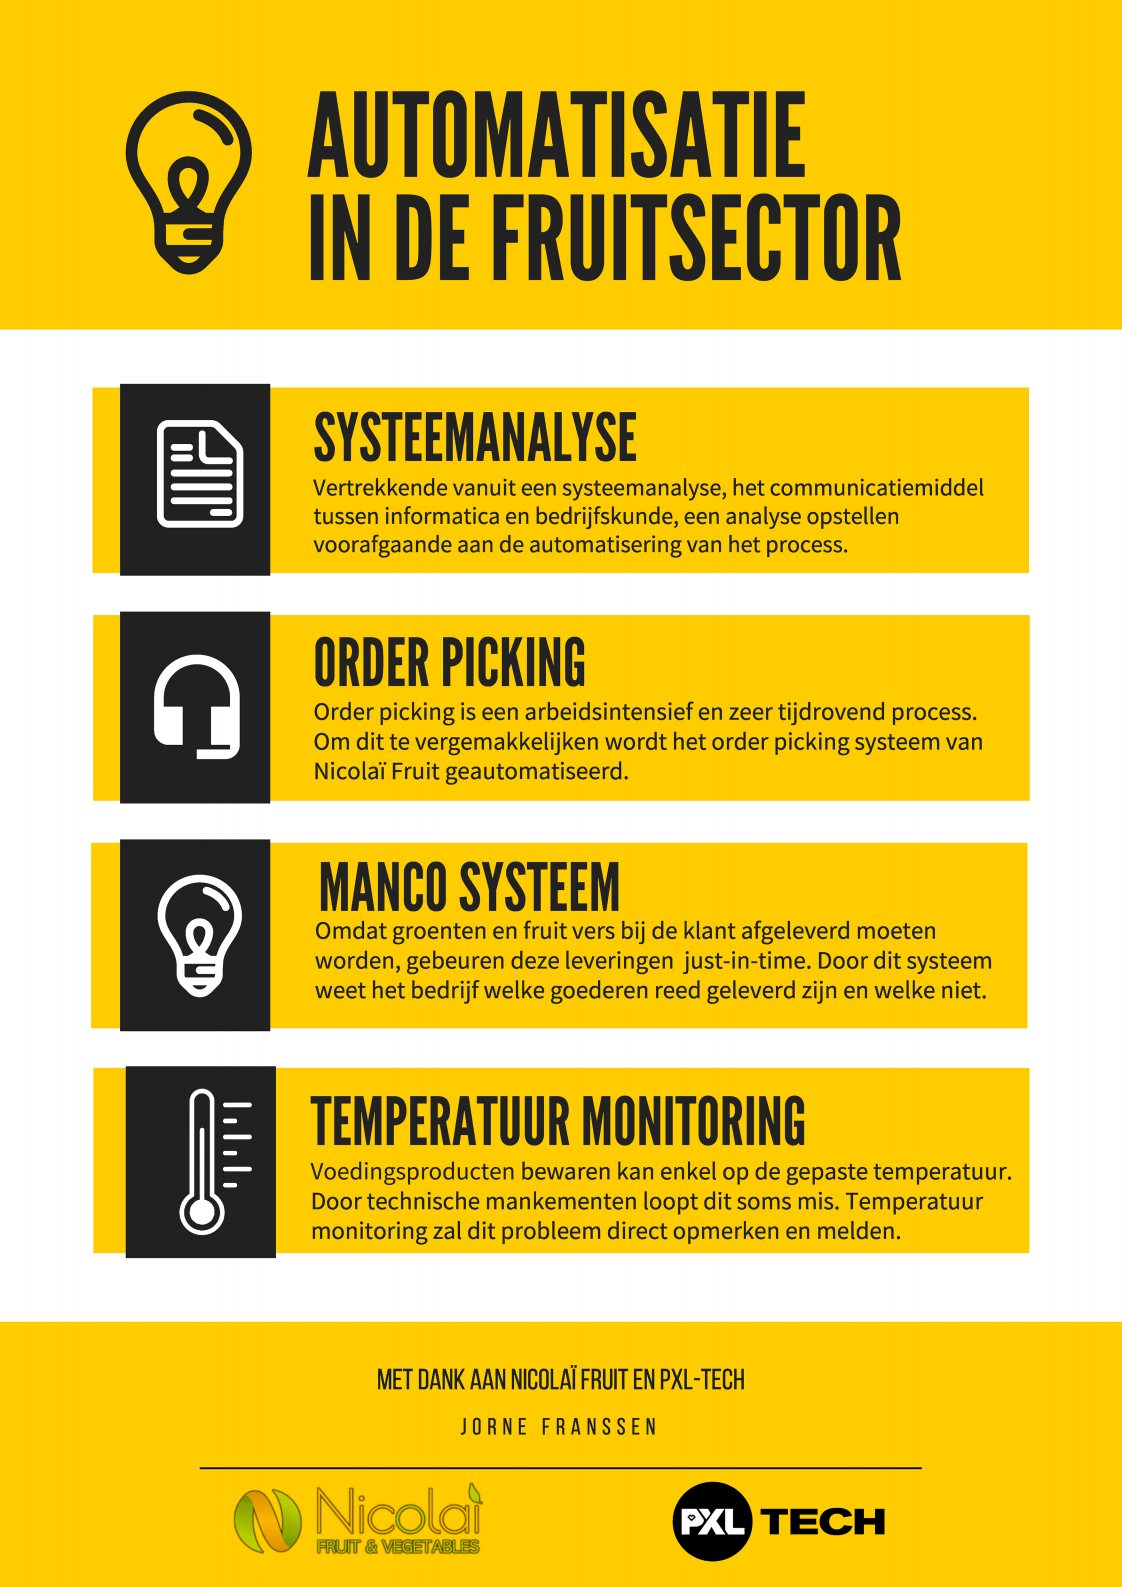 AUTOMATISATIE
IN DE FRUITSECTOR
SYSTEEMANALYSE
Vertrekkende vanuit een systeemanalyse, het communicatiemiddel
tussen informatica en bedrijfskunde, een analyse opstellen
voorafgaande aan de automatisering van het process.
ORDER PICKING
Order picking is een arbeidsintensief en zeer tijdrovend process.
Om dit te vergemakkelijken wordt het order picking systeem van
Nicolaï Fruit geautomatiseerd.
MANCO SYSTEEM
Omdat groenten en fruit vers bij de klant afgeleverd moeten
worden, gebeuren deze leveringen  just-in-time. Door dit systeem
weet het bedrijf welke goederen reed geleverd zijn en welke niet.
TEMPERATUUR MONITORING
Voedingsproducten bewaren kan enkel op de gepaste temperatuur.
Door technische mankementen loopt dit soms mis. Temperatuur
monitoring zal dit probleem direct opmerken en melden.
MET DANK AAN NICOLAÏ FRUIT EN PXL-TECH
JORNE FRANSSEN
Nicolaï
FRUIT & VEGETABLES
PXL TECH